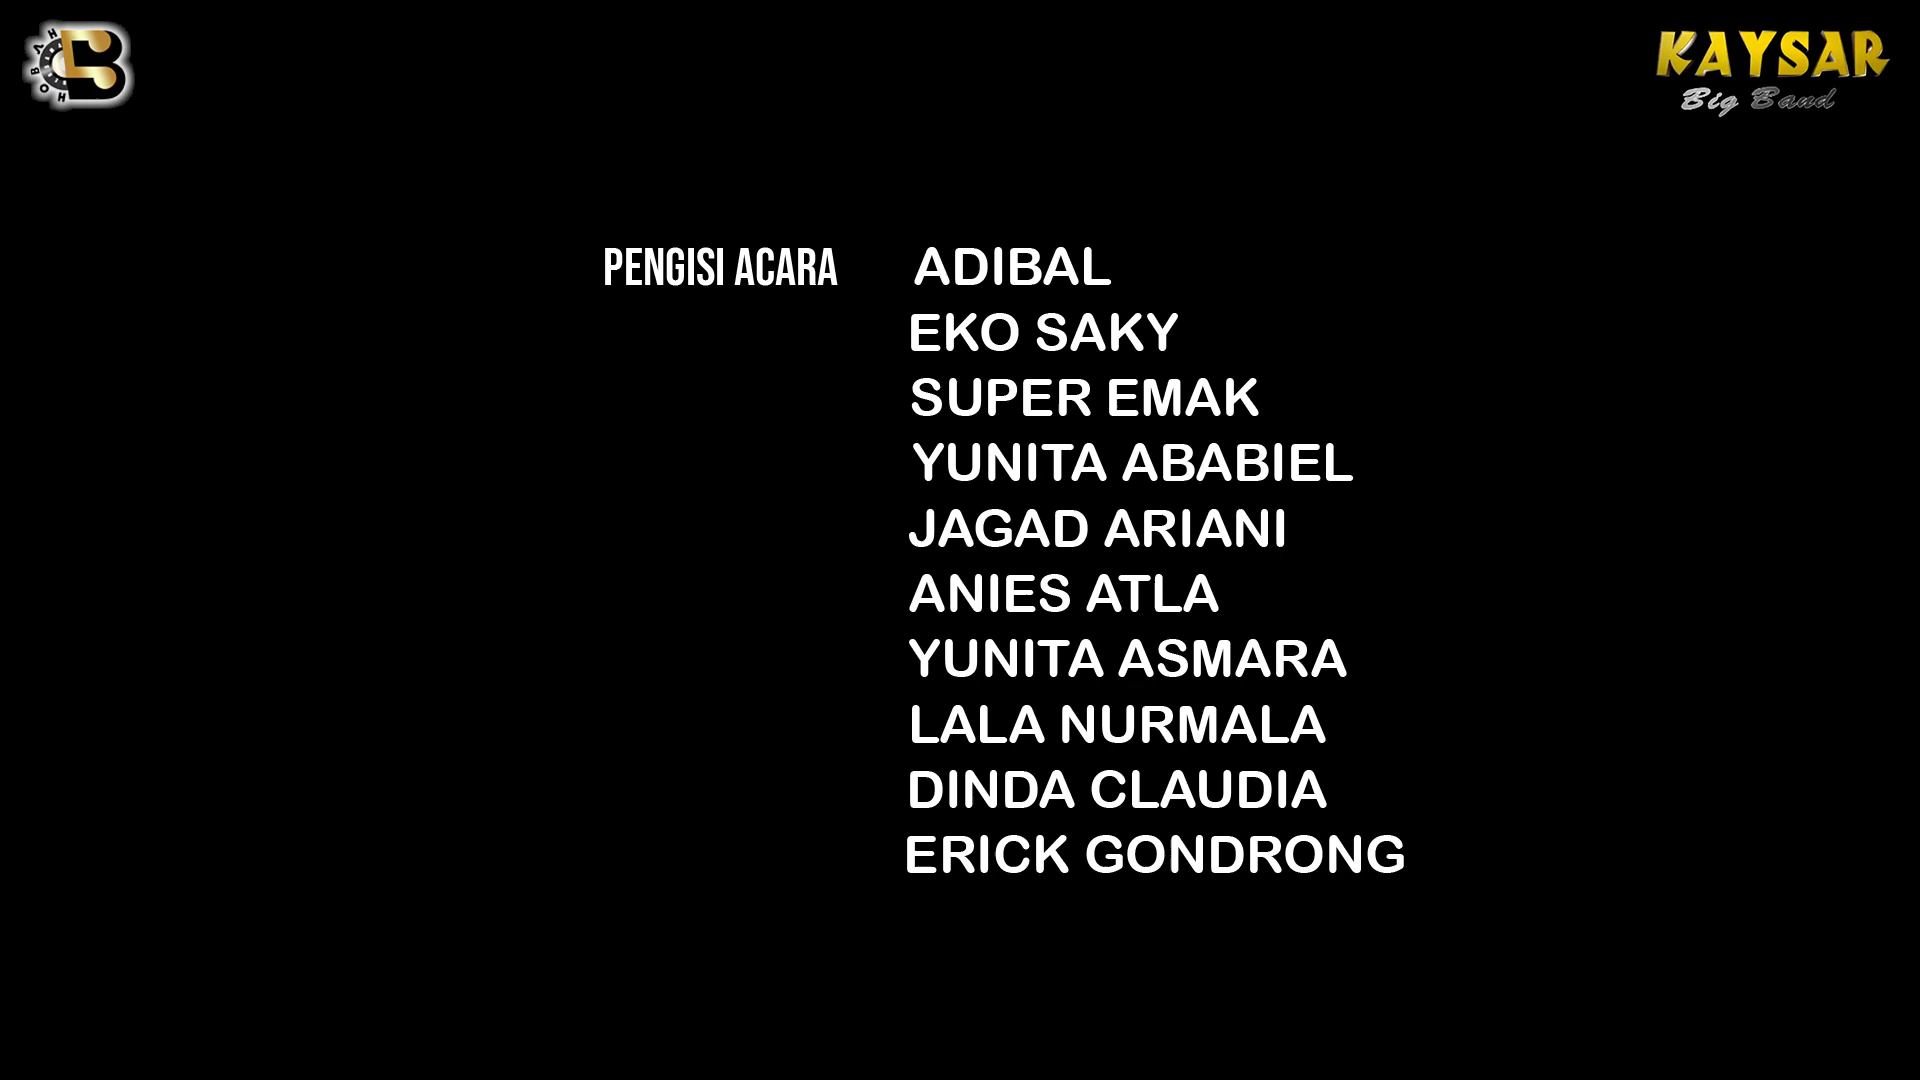 KAYSAR
Big Band
PENGISI ACARA ADIBAL
EKO SAKY
SUPER EMAK
YUNITA ABABIEL
JAGAD ARIANI
ANIES ATLA
YUNITA ASMARA
LALA NURMALA
DINDA CLAUDIA
ERICK GONDRONG